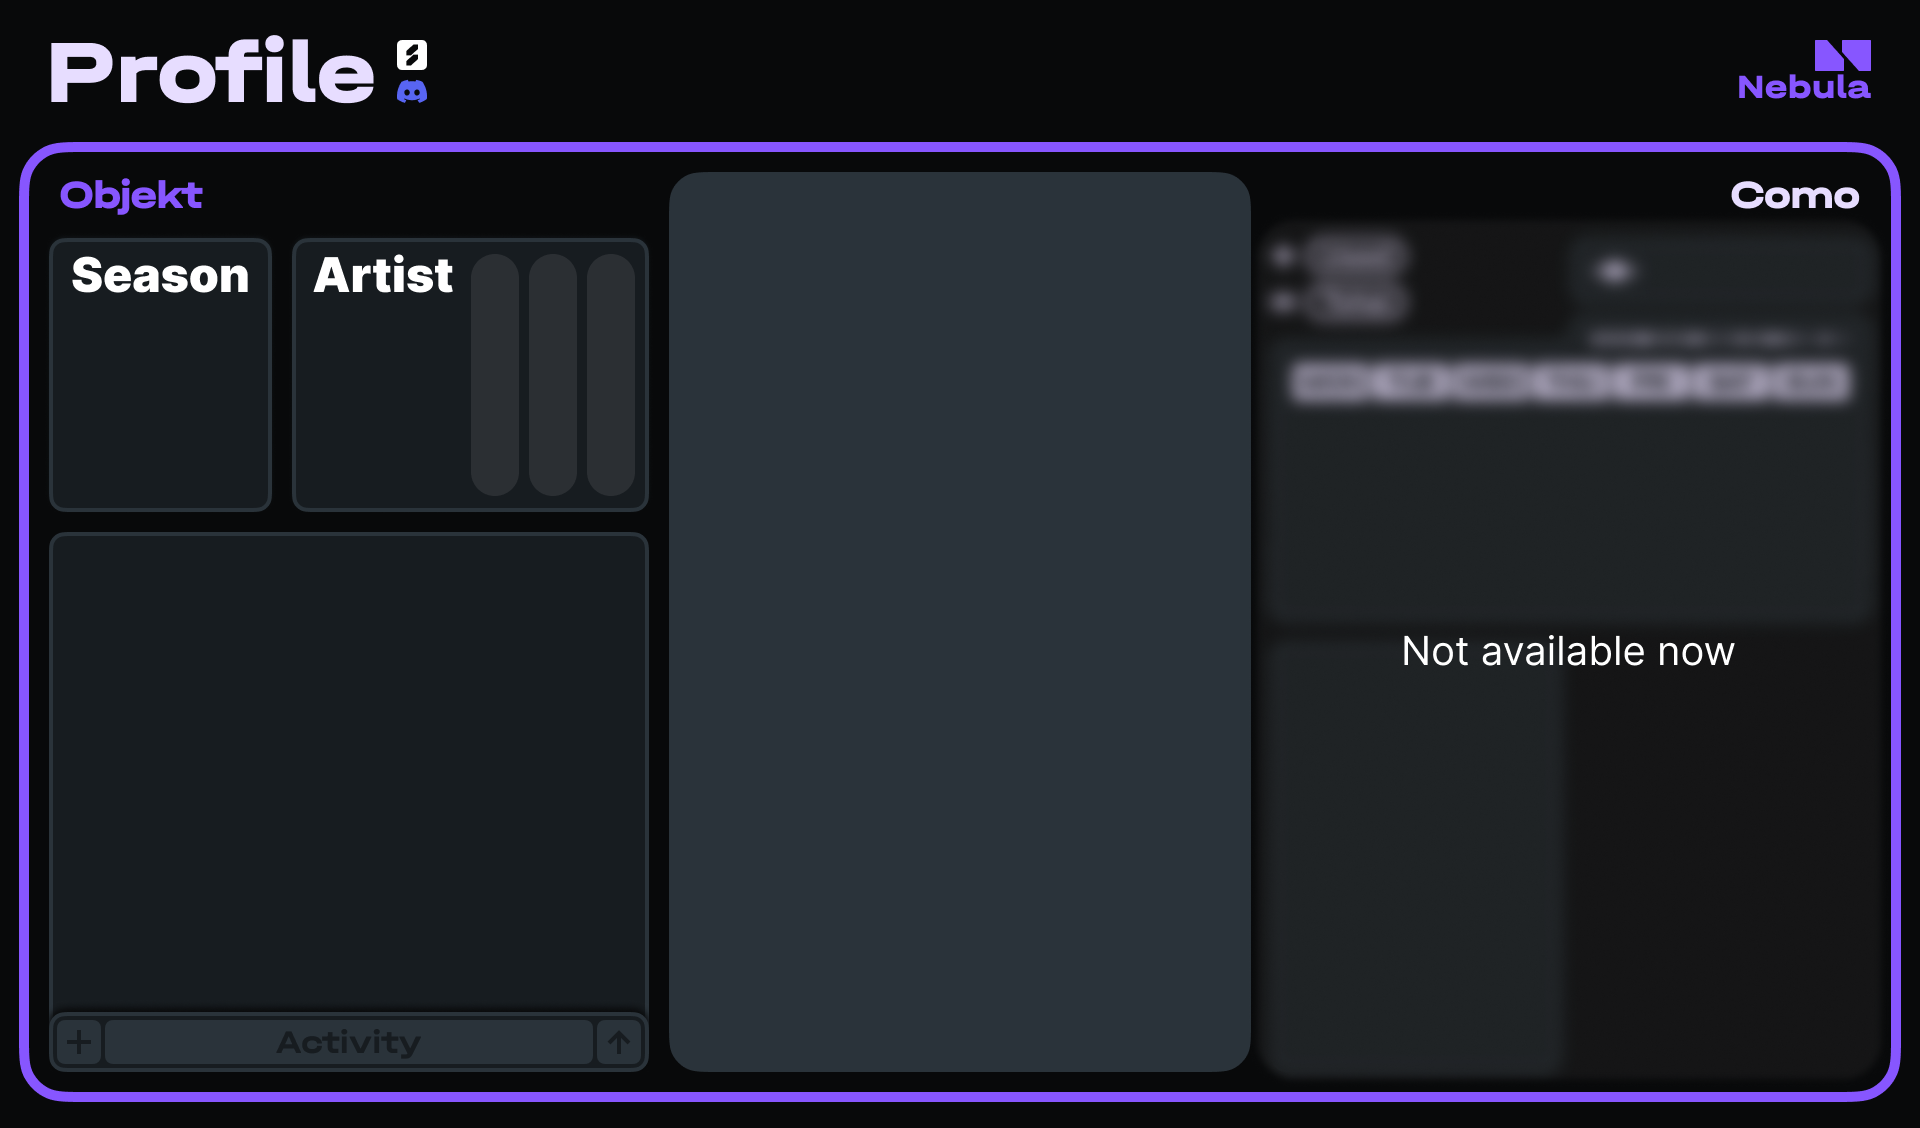 Profile
Nebula
Objekt
Como
Season
Artist
Not available now
Activity